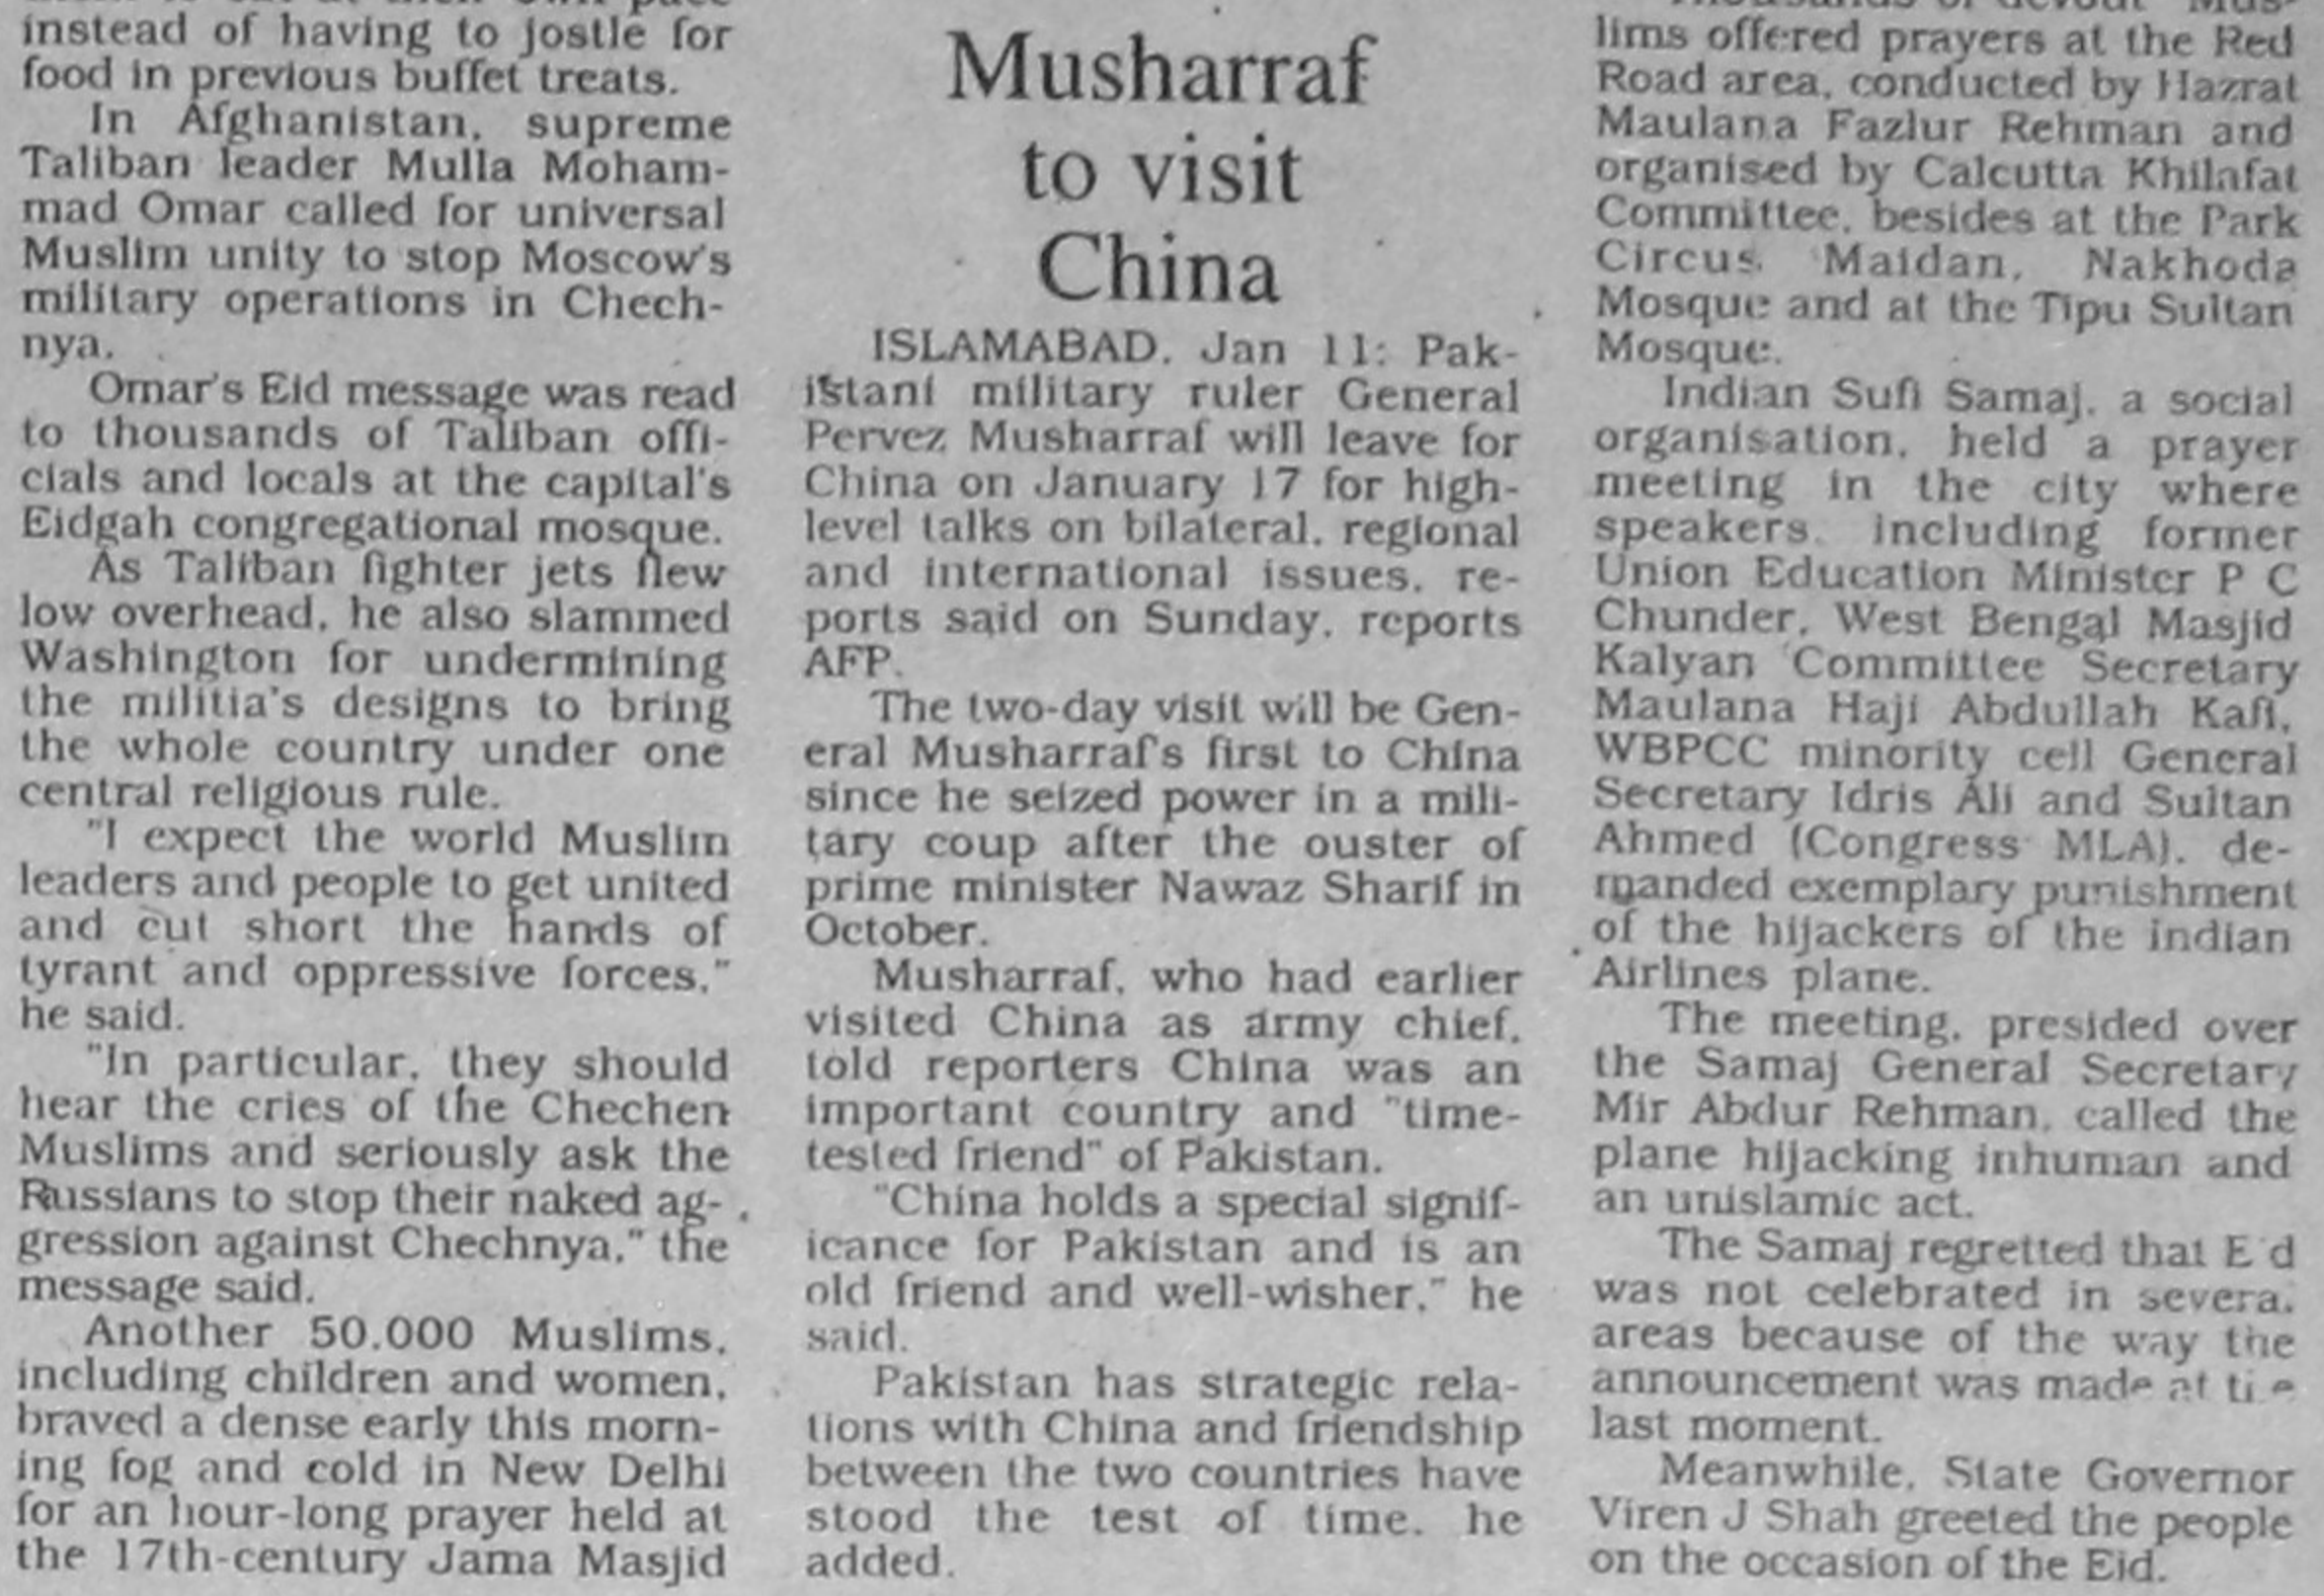 instead of having to jostle for
food in previous buffet treats.
In Afghanistan, supreme
Taliban leader Mulla Moham-
mad Omar called for universal
Muslim unity to stop Moscow's
military operations in Chech-
nya.
Omar's Eid message was read
to thousands of Taliban offi-
cials and locals at the capital's
Eidgah congregational mosque.
As Taliban fighter jets flew
low overhead, he also slammed
Washington for undermining
the militia's designs to bring
the whole country under one
central religious rule.
"I expect the world Muslim
leaders and people to get united
and cut short the hands of
tyrant and oppressive forces,"
he said.
"In particular, they should
hear the cries of the Chechen
Muslims and seriously ask the
Russians to stop their naked ag-
gression against Chechnya," the
message said.
Another 50,000 Muslims,
including children and women,
braved a dense early this morn-
ing fog and cold in New Delhi
for an hour-long prayer held at
the 17th-century Jama Masjid
Musharraf
to visit
China
ISLAMABAD, Jan 11: Pak-
istani military ruler General
Pervez Musharraf will leave for
China on January 17 for high-
level talks on bilateral, regional
and international issues, re-
ports said on Sunday, reports
AFP.
The two-day visit will be Gen-
eral Musharraf's first to China
since he seized power in a mili-
tary coup after the ouster of
prime minister Nawaz Sharif in
October.
Musharraf, who had earlier
visited China as army chief,
told reporters China was an
important country and "time-
tested friend" of Pakistan.
"China holds a special signif-
icance for Pakistan and is an
old friend and well-wisher," he
said.
Pakistan has strategic rela-
tions with China and friendship
between the two countries have
stood the test of time, he
added.
Thousands of devout Mus-
lims offered prayers at the Red
Road area, conducted by Hazrat
Maulana Fazlur Rehman and
organised by Calcutta Khilafat
Committee, besides at the Park
Circus Maidan, Nakhoda
Mosque and at the Tipu Sultan
Mosque.
Indian Sufi Samaj, a social
organisation, held a prayer
meeting in the city where
speakers, including former
Union Education Minister P C
Chunder, West Bengal Masjid
Kalyan Committee Secretary
Maulana Haji Abdullah Kafi,
WBPCC minority cell General
Secretary Idris Ali and Sultan
Ahmed (Congress MLA), de-
manded exemplary punishment
of the hijackers of the indian
Airlines plane.
The meeting, presided over
the Samaj General Secretary
Mir Abdur Rehman, called the
plane hijacking inhuman and
an unislamic act.
The Samaj regretted that E d
was not celebrated in several
areas because of the way the
announcement was made at the
last moment.
Meanwhile, State Governor
Viren J Shah greeted the people
on the occasion of the Eid.